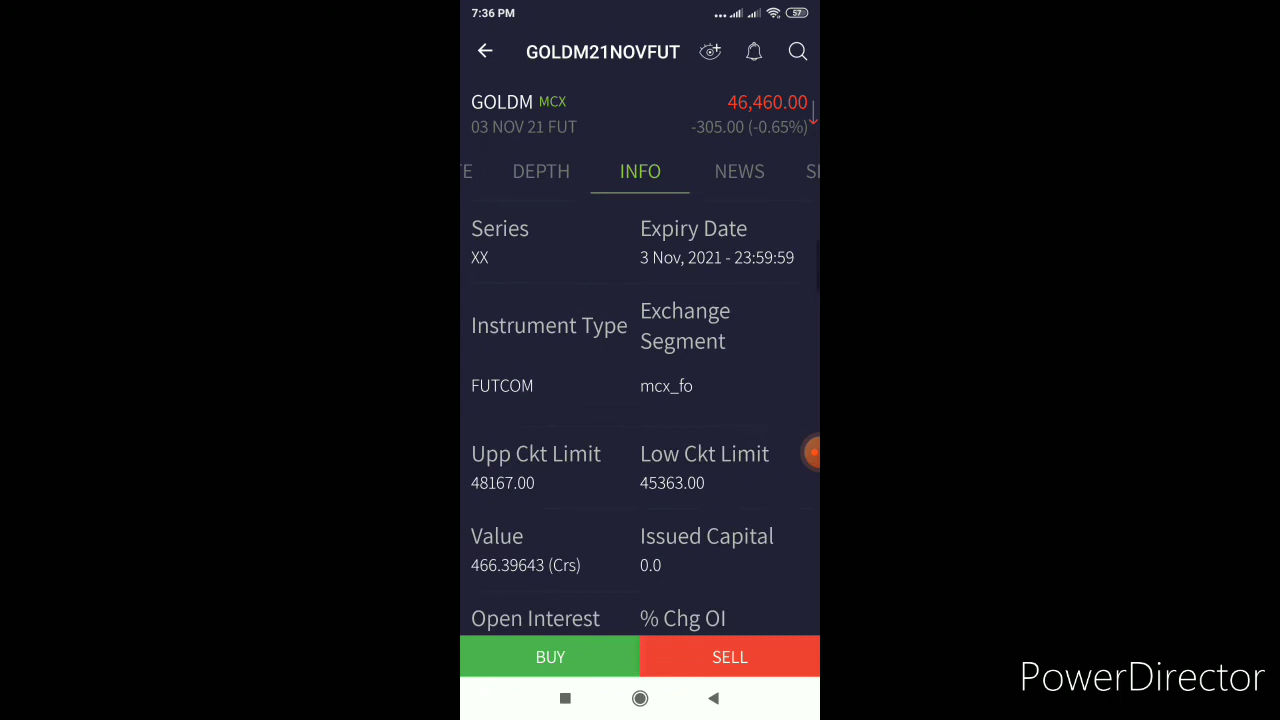 7:36 PM
57
GOLDM21NOVFUT
GOLDM MCX
46,460.00
03 NOV 21 FUT
-305.00 (-0.65%)
TE
DEPTH
INFO
NEWS
Series
Expiry Date
XX
3 Nov, 2021 - 23:59:59
Instrument Type
Exchange
Segment
FUTCOM
mcx_fo
Upp Ckt Limit
Low Ckt Limit
48167.00
45363.00
Value
Issued Capital
466.39643 (Crs)
0.0
Open Interest
% Chg OI
BUY
SELL
PowerDirector